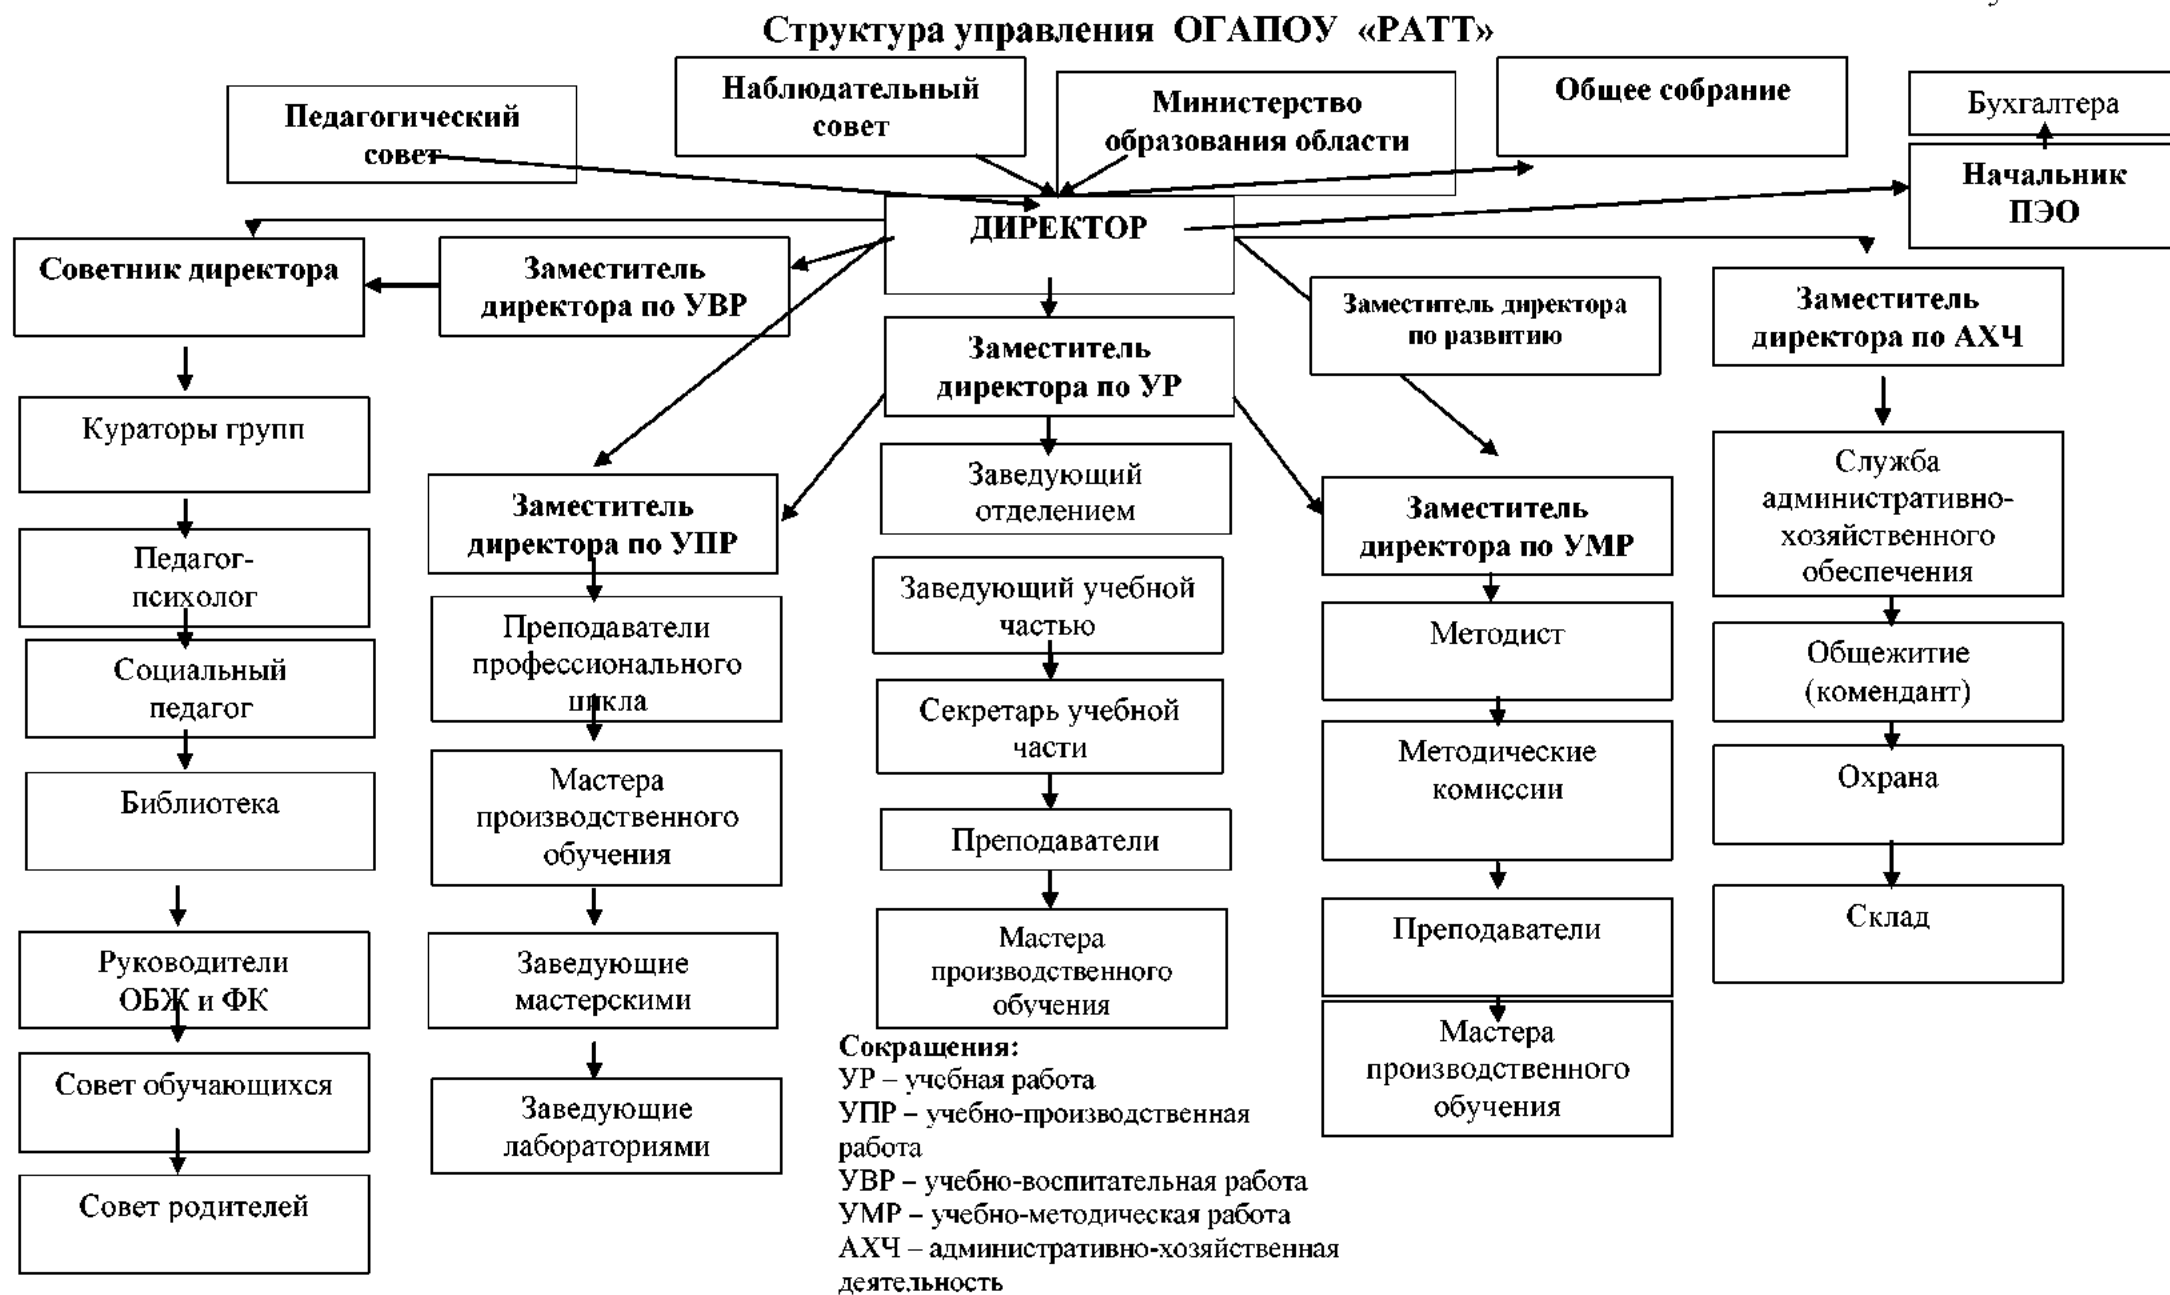 Структура управления ОГАПОУ «РАТТ»
Педагогический
совет
Наблюдательный
совет
Министерство
образования области
Общее собрание
Бухгалтера
Начальник
ПЭО
ДИРЕКТОР
Советник директора
Заместитель
директора по УВР
Заместитель
директора по УР
Заместитель директора
по развитию
Заместитель
директора по АХЧ
Кураторы групп
Педагог-
психолог
Социальный
педагог
Библиотека
Руководители
ОБЖ и ФК
Совет обучающихся
Совет родителей
Заместитель
директора по УПР
Преподаватели
профессионального
цикла
Мастера
производственного
обучения
Заведующие
мастерскими
Заведующие
лабораториями
Заведующий
отделением
Заведующий учебной
частью
Секретарь учебной
части
Преподаватели
Мастера
производственного
обучения
Сокращения:
УР – учебная работа
УПР – учебно-производственная
работа
УВР – учебно-воспитательная работа
УМР – учебно-методическая работа
АХЧ – административно-хозяйственная
деятельность
Заместитель
директора по УМР
Методист
Методические
комиссии
Преподаватели
Мастера
производственного
обучения
Служба
административно-
хозяйственного
обеспечения
Общежитие
(комендант)
Охрана
Склад